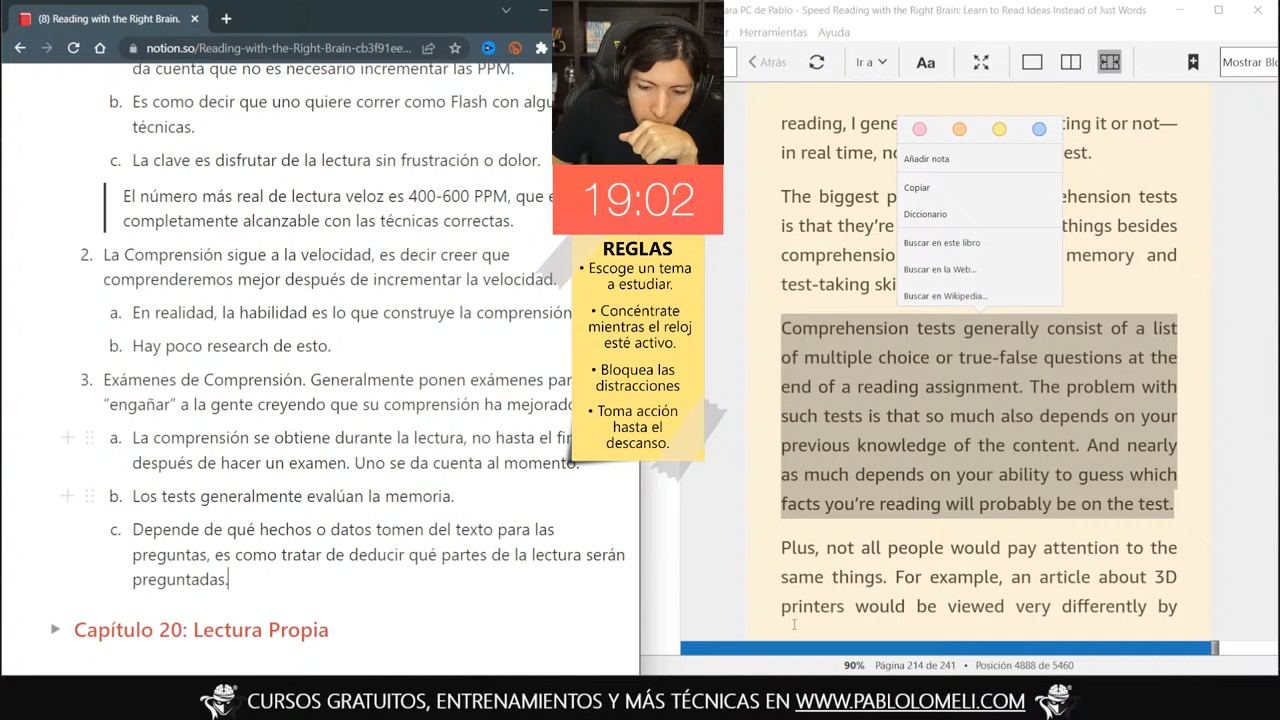 (8) Reading with the Right Brain.
notion.so/Reading-with-the-Right-Brain-cb3f91ee...
da cuenta que no es necesario incrementar las PPM.
b. Es como decir que uno quiere correr como Flash con algu
técnicas.
c. La clave es disfrutar de la lectura sin frustración o dolor.
El número más real de lectura veloz es 400-600 PPM, que e
completamente alcanzable con las técnicas correctas.
2. La Comprensión sigue a la velocidad, es decir creer que
comprenderemos mejor después de incrementar la velocidad.
a. En realidad, la habilidad es lo que construye la comprensión
b. Hay poco research de esto.
3. Exámenes de Comprensión. Generalmente ponen exámenes par
“engañar” a la gente creyendo que su comprensión ha mejorado
a. La comprensión se obtiene durante la lectura, no hasta el fin
después de hacer un examen. Uno se da cuenta al momento.
b. Los tests generalmente evalúan la memoria.
c. Depende de qué hechos o datos tomen del texto para las
preguntas, es como tratar de deducir qué partes de la lectura serán
preguntadas.
Capítulo 20: Lectura Propia
19:02
REGLAS
• Escoge un tema
a estudiar.
• Concéntrate
mientras el reloj
esté activo.
• Bloquea las
distracciones
• Toma acción
hasta el
descanso.
ara PC de Pablo - Speed Reading with the Right Brain: Learn to Read Ideas Instead of Just Words
Herramientas Ayuda
Atrás
Ir a
Aa
Mostrar Blo
reading, I gene ting it or not—
in real time, no est.
The biggest p hension tests
is that they’re things besides
comprehensio memory and
test-taking ski
Añadir nota
Copiar
Diccionario
Buscar en este libro
Buscar en la Web...
Buscar en Wikipedia...
Comprehension tests generally consist of a list
of multiple choice or true-false questions at the
end of a reading assignment. The problem with
such tests is that so much also depends on your
previous knowledge of the content. And nearly
as much depends on your ability to guess which
facts you’re reading will probably be on the test.
Plus, not all people would pay attention to the
same things. For example, an article about 3D
printers would be viewed very differently by
90% Página 214 de 241 • Posición 4888 de 5460
CURSOS GRATUITOS, ENTRENAMIENTOS Y MÁS TÉCNICAS EN WWW.PABLOLOMELI.COM